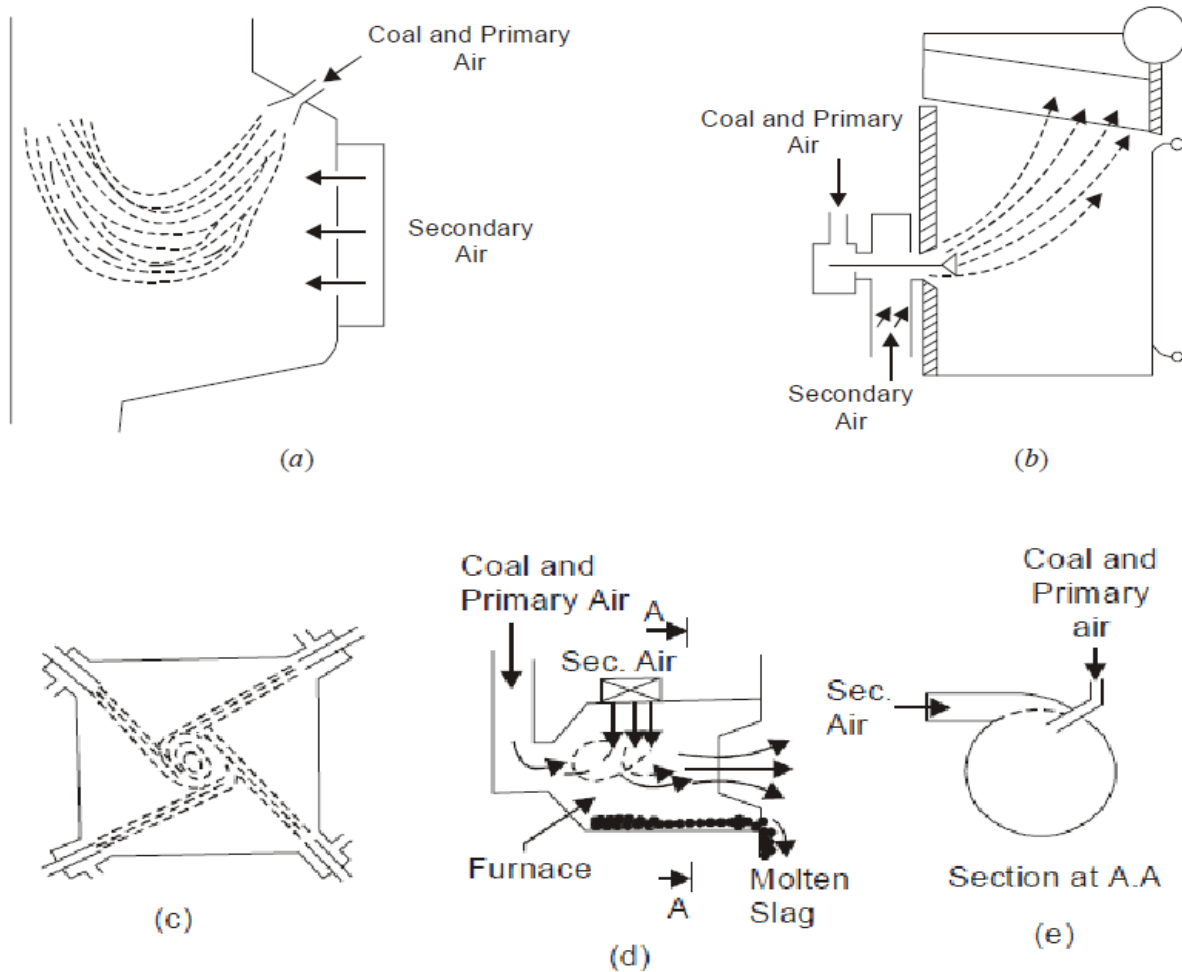 Coal and Primary
Air
Secondary
Air
(a)
Coal and Primary
Air
Secondary
Air
(b)
(c)
Coal and
Primary Air
A
Sec. Air
Furnace
A
Molten
Slag
(d)
Coal and
Primary
air
Sec.
Air
Section at A.A
(e)